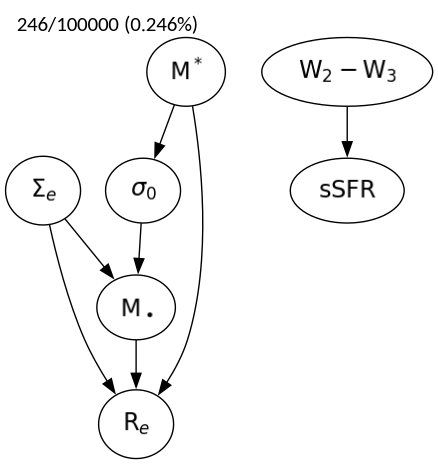 246/100000 (0.246%)
M*
W₂ − W₃
Σₑ
σ₀
sSFR
M•
Rₑ